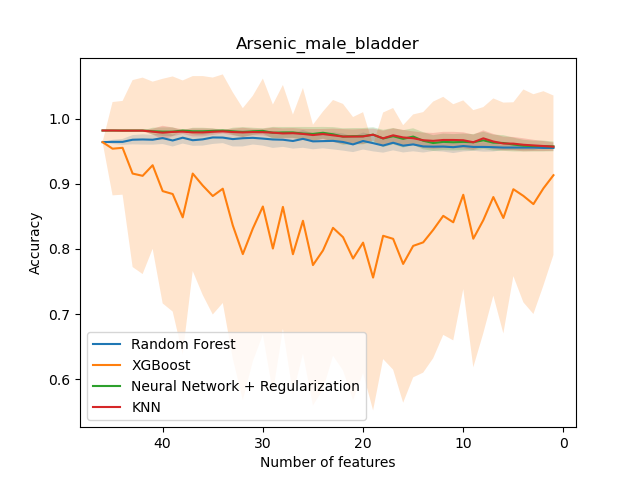 Arsenic_male_bladder
Accuracy
1.0
0.9
0.8
0.7
0.6
Random Forest
XGBoost
Neural Network + Regularization
KNN
40
30
20
10
0
Number of features